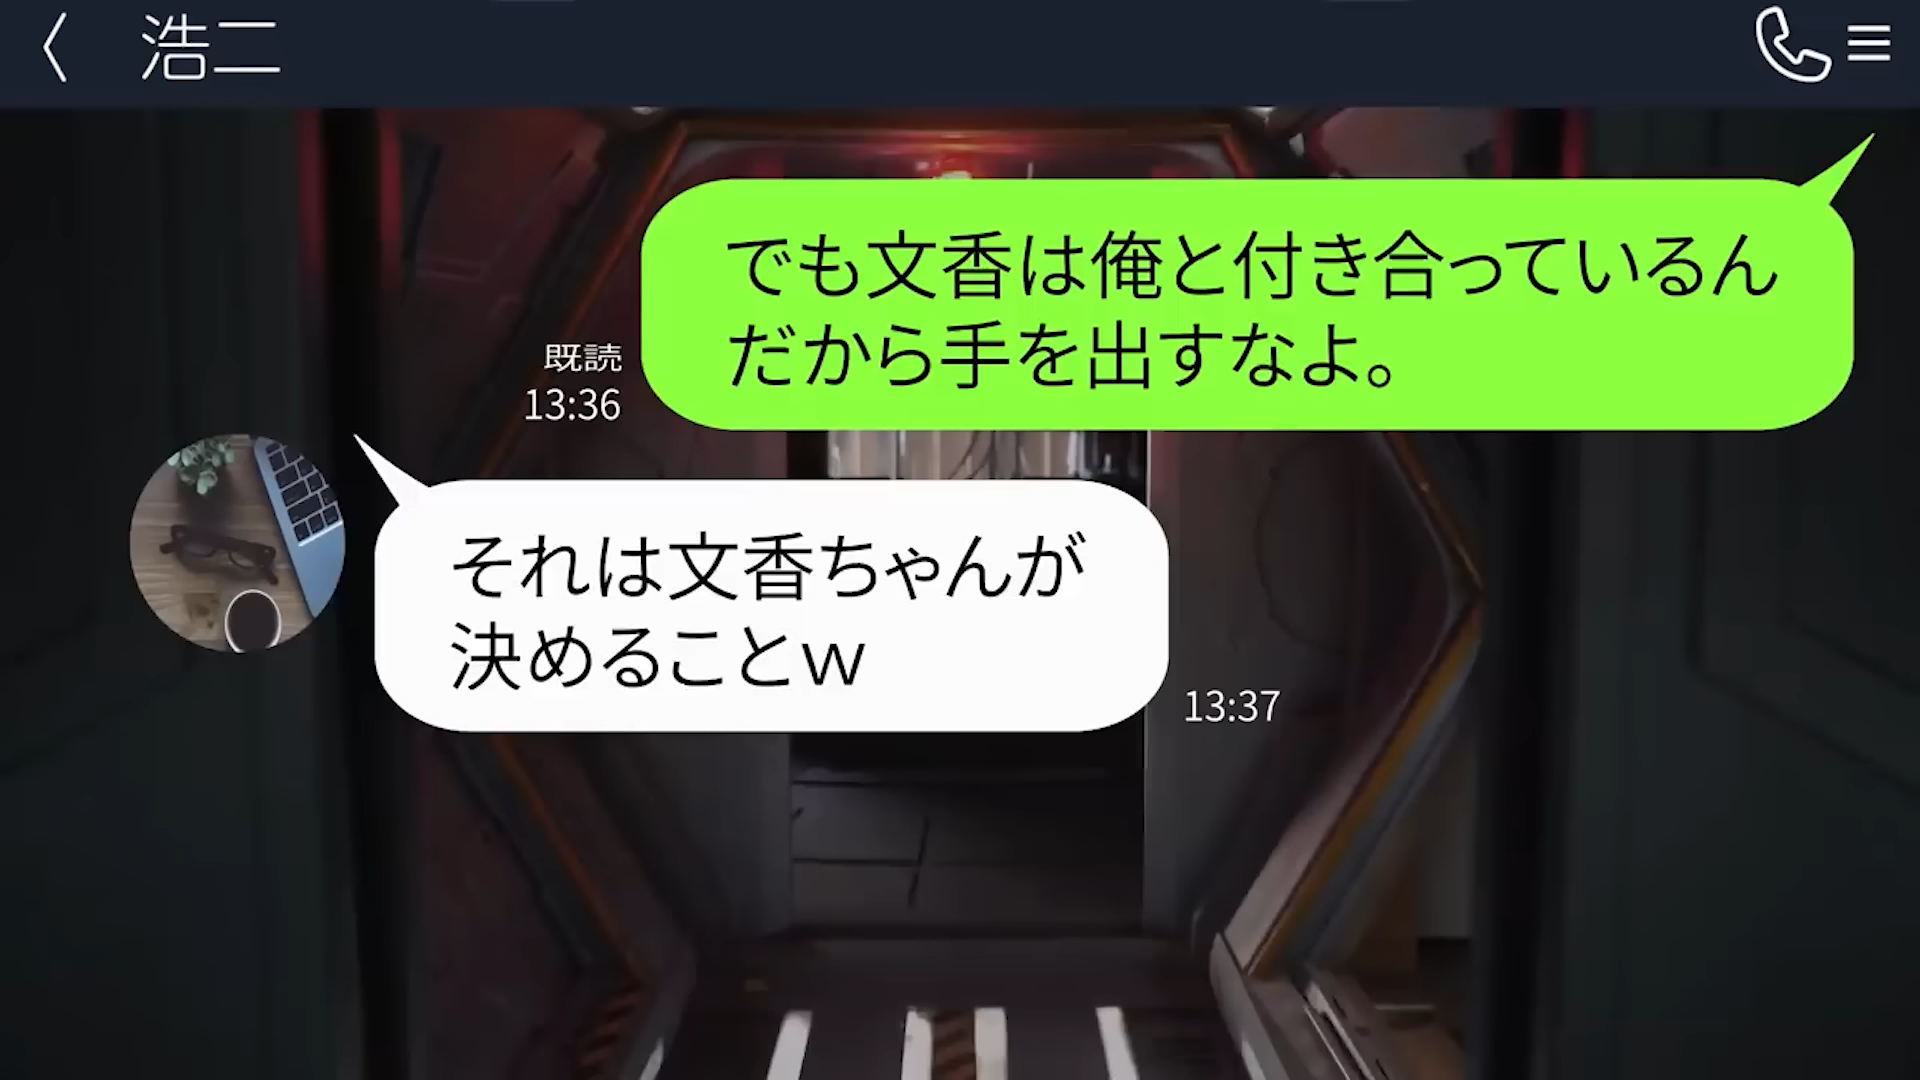 浩二
でも文香は俺と付き合っているん
だから手を出すなよ。
既読
13:36
それは文香ちゃんが
決めることw
13:37